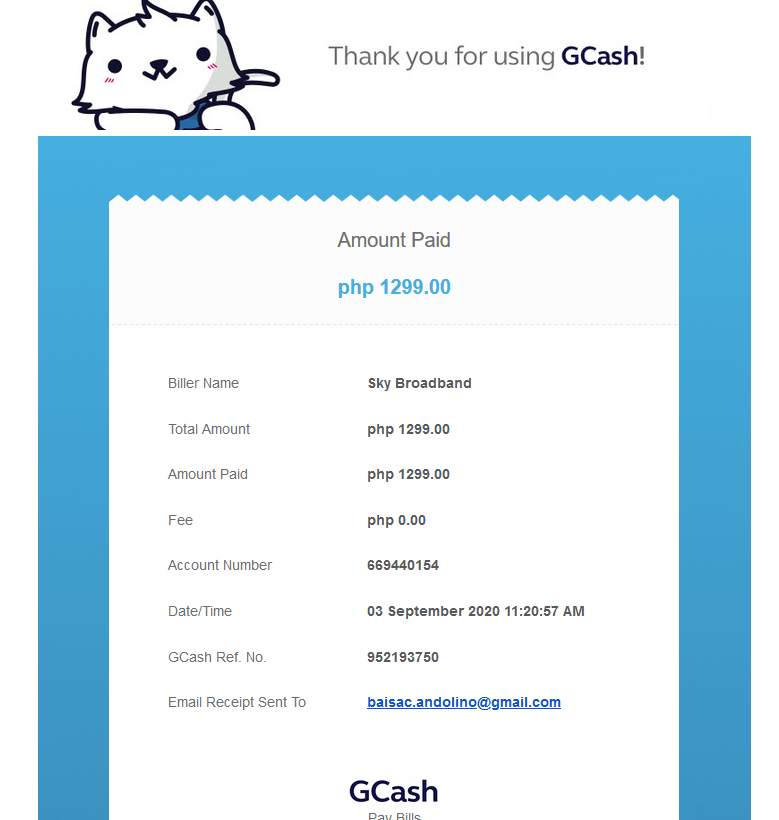 Thank you for using GCash!
Amount Paid
php 1299.00
Biller Name Sky Broadband
Total Amount php 1299.00
Amount Paid php 1299.00
Fee php 0.00
Account Number 669440154
Date/Time 03 September 2020 11:20:57 AM
GCash Ref. No. 952193750
Email Receipt Sent To baisac.andolino@gmail.com
GCash
Pay Bills